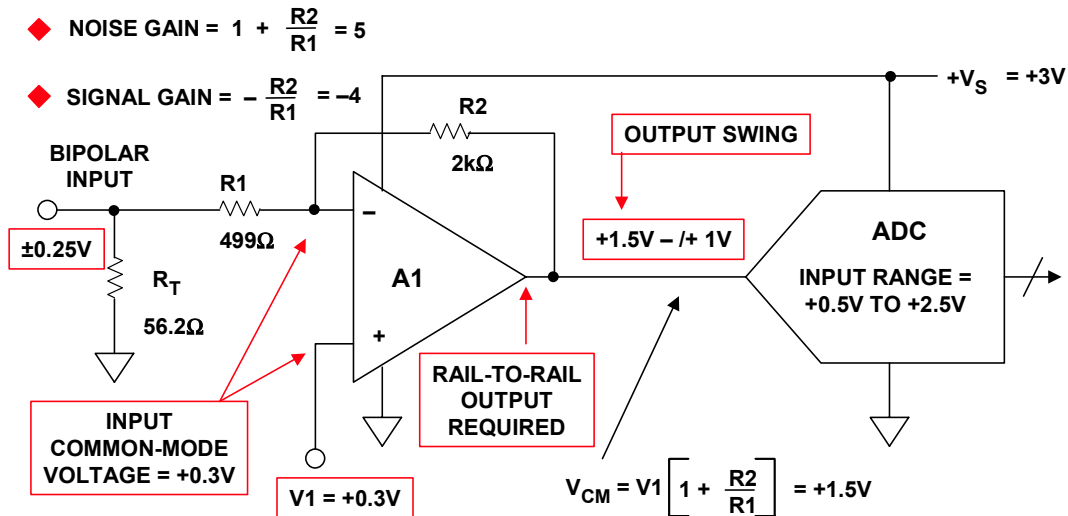 NOISE GAIN = 1 + R2/R1 = 5
SIGNAL GAIN = – R2/R1 = –4
+VS = +3V
R2
2kΩ
OUTPUT SWING
BIPOLAR
INPUT
R1
499Ω
±0.25V
RT
56.2Ω
–
A1
+
+1.5V – /+ 1V
ADC
INPUT RANGE =
+0.5V TO +2.5V
RAIL-TO-RAIL
OUTPUT
REQUIRED
INPUT
COMMON-MODE
VOLTAGE = +0.3V
V1 = +0.3V
VCM = V1 [ 1 + R2/R1 ] = +1.5V